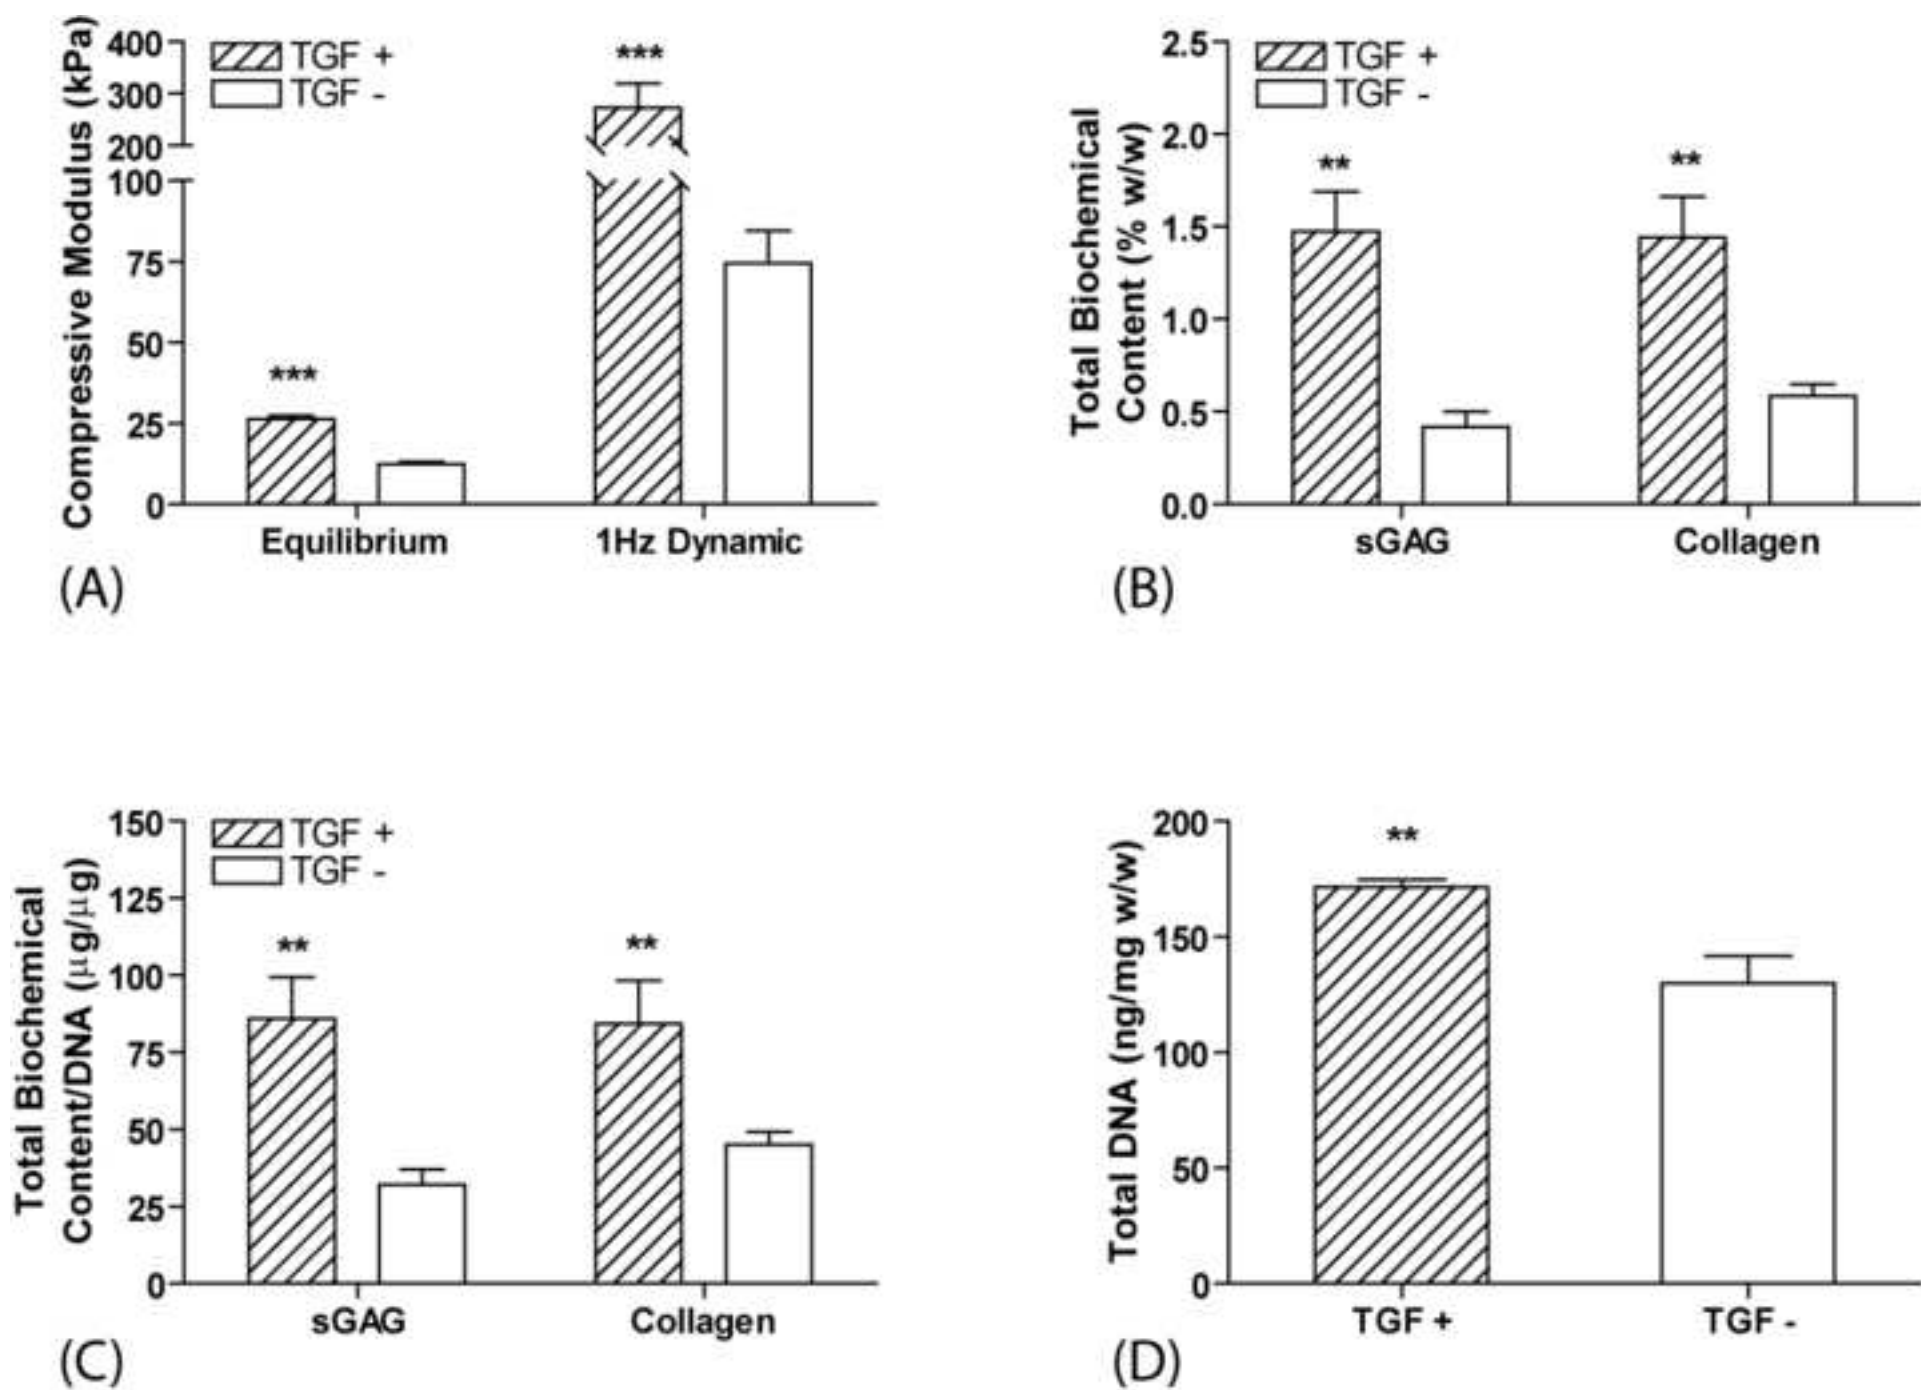 400
300
200
100
75
50
25
0
Compressive Modulus (kPa)
TGF +
TGF -
***
***
Equilibrium
1Hz Dynamic
(A)
2.5
2.0
1.5
1.0
0.5
0.0
Total Biochemical
Content (% w/w)
TGF +
TGF -
**
**
sGAG
Collagen
(B)
150
125
100
75
50
25
0
Total Biochemical
Content/DNA (μg/μg)
TGF +
TGF -
**
**
sGAG
Collagen
(C)
200
150
100
50
0
Total DNA (ng/mg w/w)
**
TGF +
TGF -
(D)